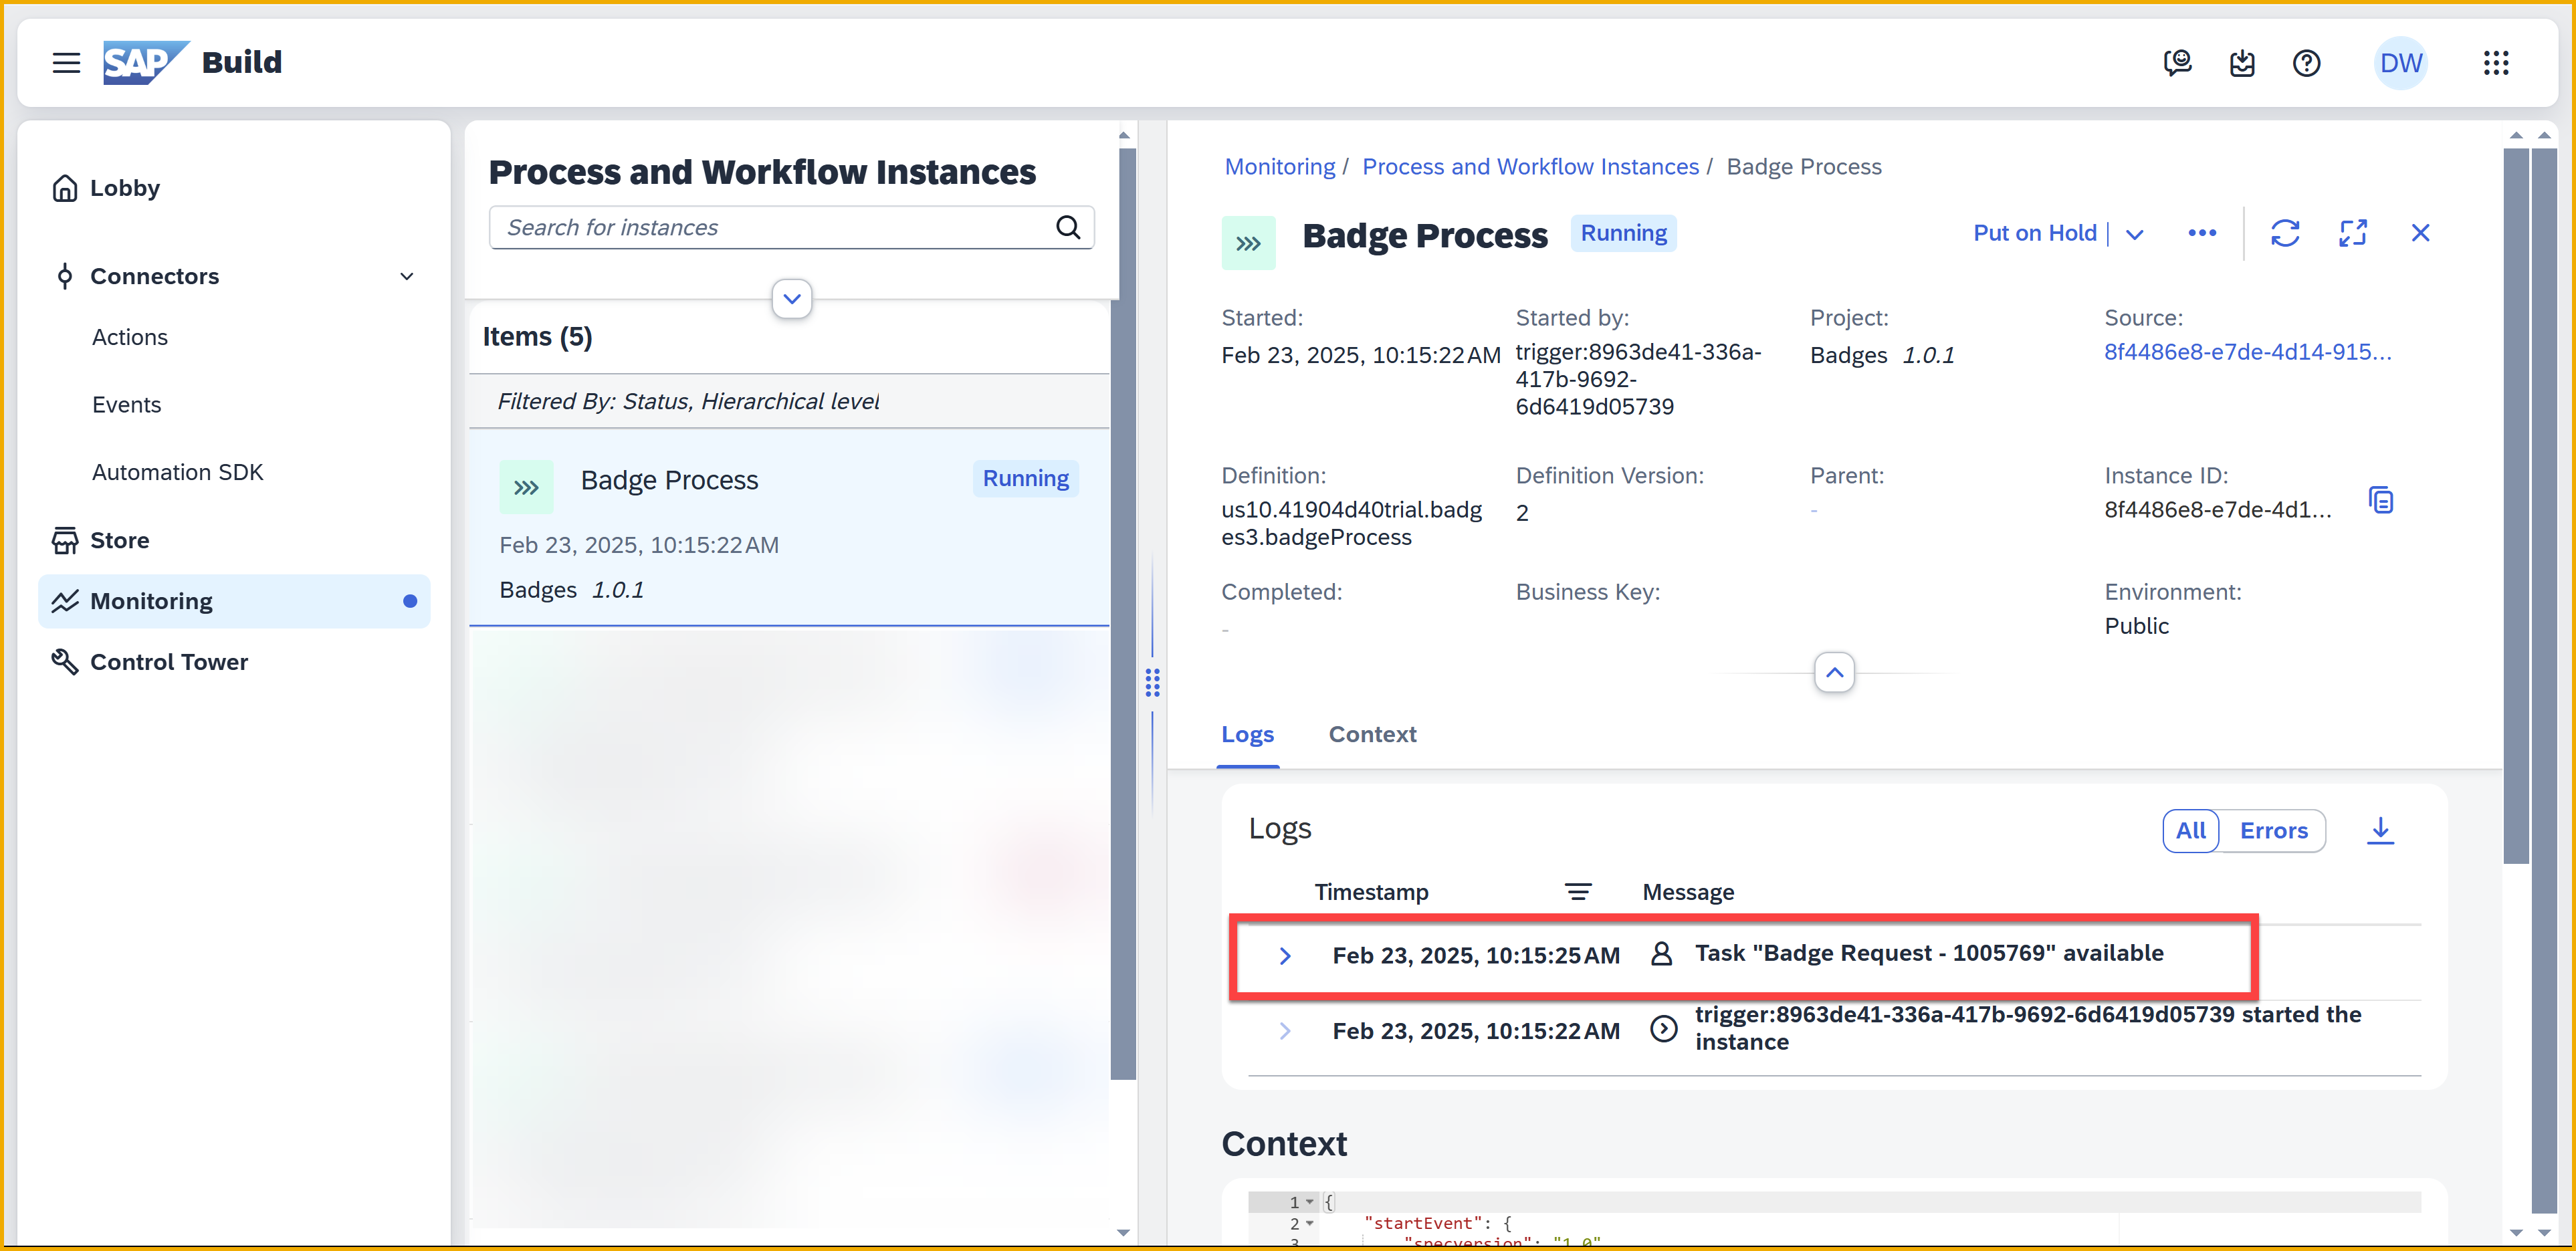 SAP Build
DW
Lobby
Connectors
Actions
Events
Automation SDK
Store
Monitoring
Control Tower
Process and Workflow Instances
Search for instances
Items (5)
Filtered By: Status, Hierarchical level
Badge Process
Running
Feb 23, 2025, 10:15:22 AM
Badges 1.0.1
Monitoring / Process and Workflow Instances / Badge Process
Badge Process
Running
Put on Hold
Started:
Feb 23, 2025, 10:15:22 AM
Started by:
trigger:8963de41-336a-
417b-9692-
6d6419d05739
Project:
Badges 1.0.1
Source:
8f4486e8-e7de-4d14-915...
Definition:
us10.41904d40trial.badg
es3.badgeProcess
Definition Version:
2
Parent:
-
Instance ID:
8f4486e8-e7de-4d1...
Completed:
-
Business Key:
Environment:
Public
Logs
Context
Logs
All
Errors
Timestamp
Message
Feb 23, 2025, 10:15:25 AM
Task "Badge Request - 1005769" available
Feb 23, 2025, 10:15:22 AM
trigger:8963de41-336a-417b-9692-6d6419d05739 started the
instance
Context
1 {
2 "startEvent": {
3 "specversion": "1.0"